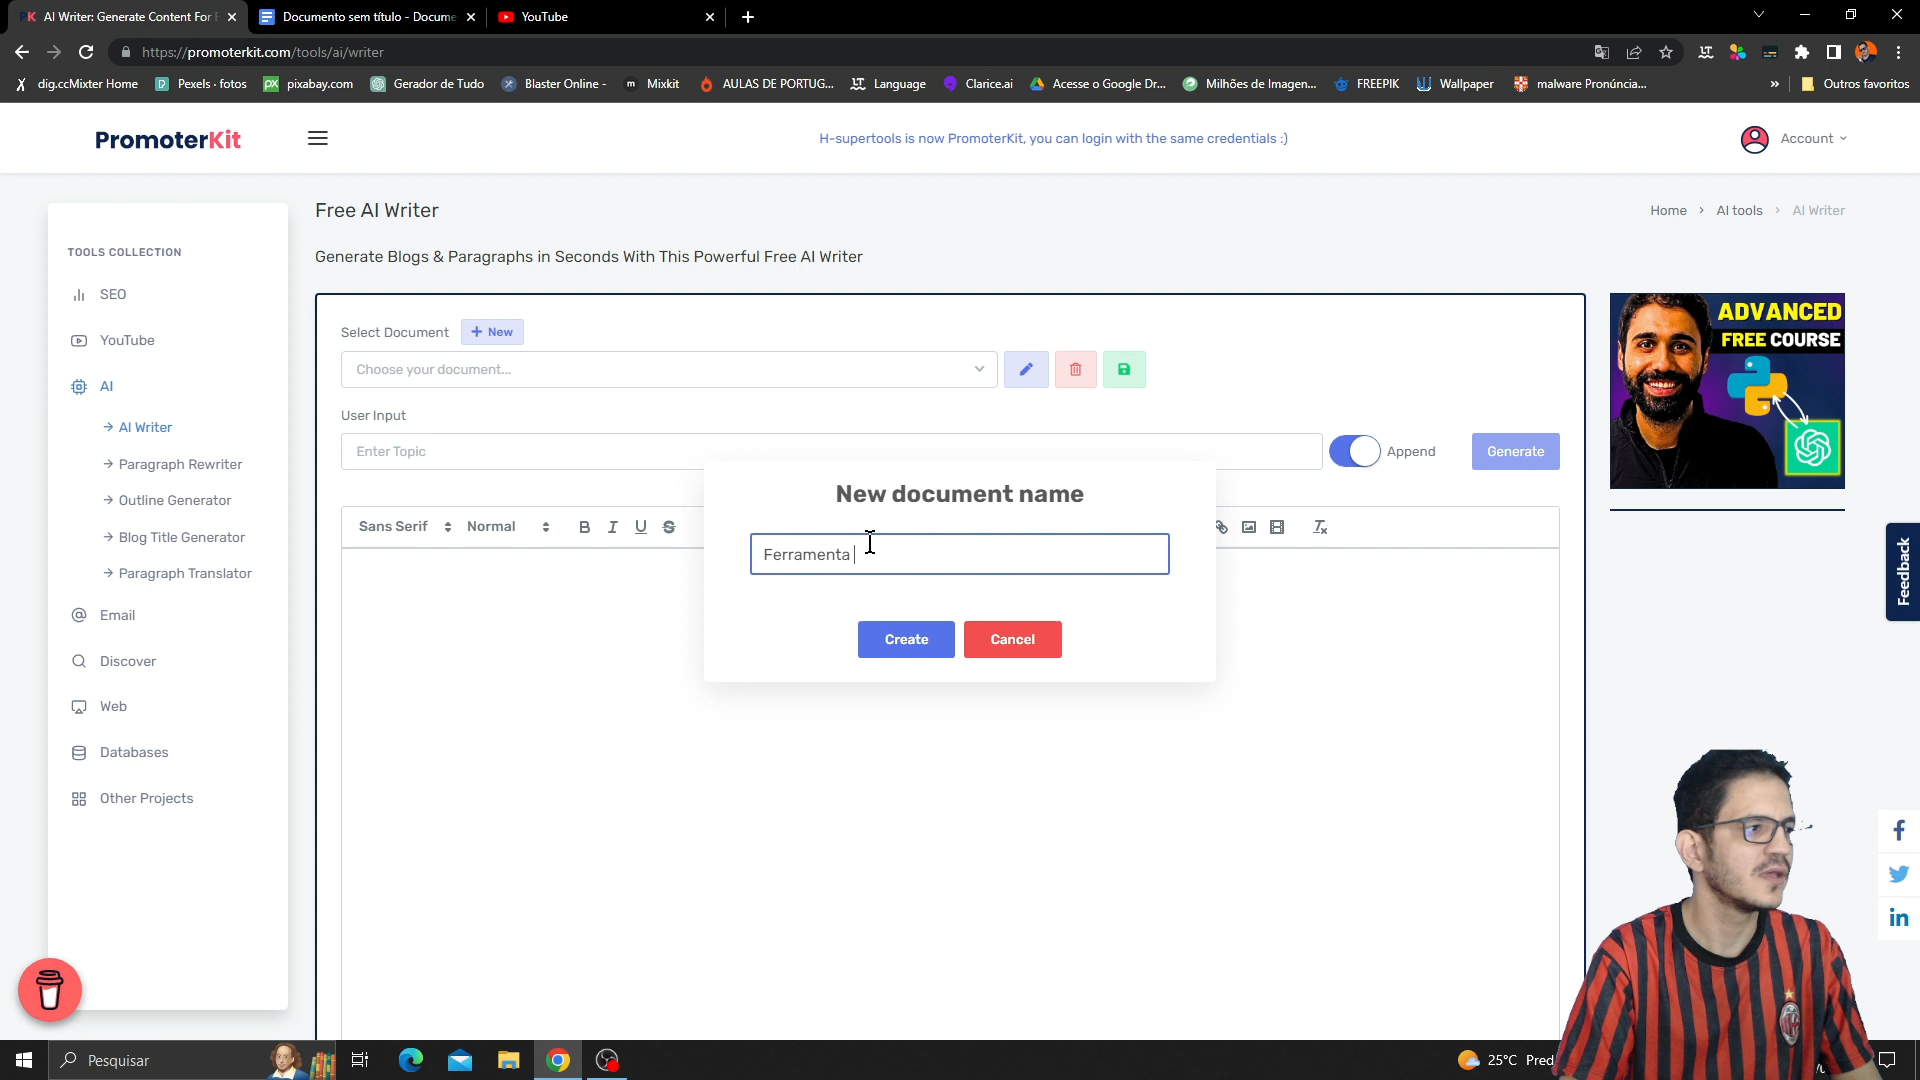 AI Writer: Generate Content For F
Documento sem título - Docume
YouTube
https://promoterkit.com/tools/ai/writer
dig.ccMixter Home
Pexels · fotos
pixabay.com
Gerador de Tudo
Blaster Online -
Mixkit
AULAS DE PORTUG...
Language
Clarice.ai
Acesse o Google Dr...
Milhões de Imagen...
FREEPIK
Wallpaper
malware Pronúncia...
»
Outros favoritos
PromoterKit
H-supertools is now PromoterKit, you can login with the same credentials :)
Account
TOOLS COLLECTION
SEO
YouTube
AI
AI Writer
Paragraph Rewriter
Outline Generator
Blog Title Generator
Paragraph Translator
Email
Discover
Web
Databases
Other Projects
Free AI Writer
Home > AI tools > AI Writer
Generate Blogs & Paragraphs in Seconds With This Powerful Free AI Writer
Select Document
+ New
Choose your document...
User Input
Enter Topic
Append
Generate
Sans Serif
Normal
B I U S
New document name
Ferramenta
Create
Cancel
ADVANCED
FREE COURSE
Feedback
Pesquisar
25°C Pred